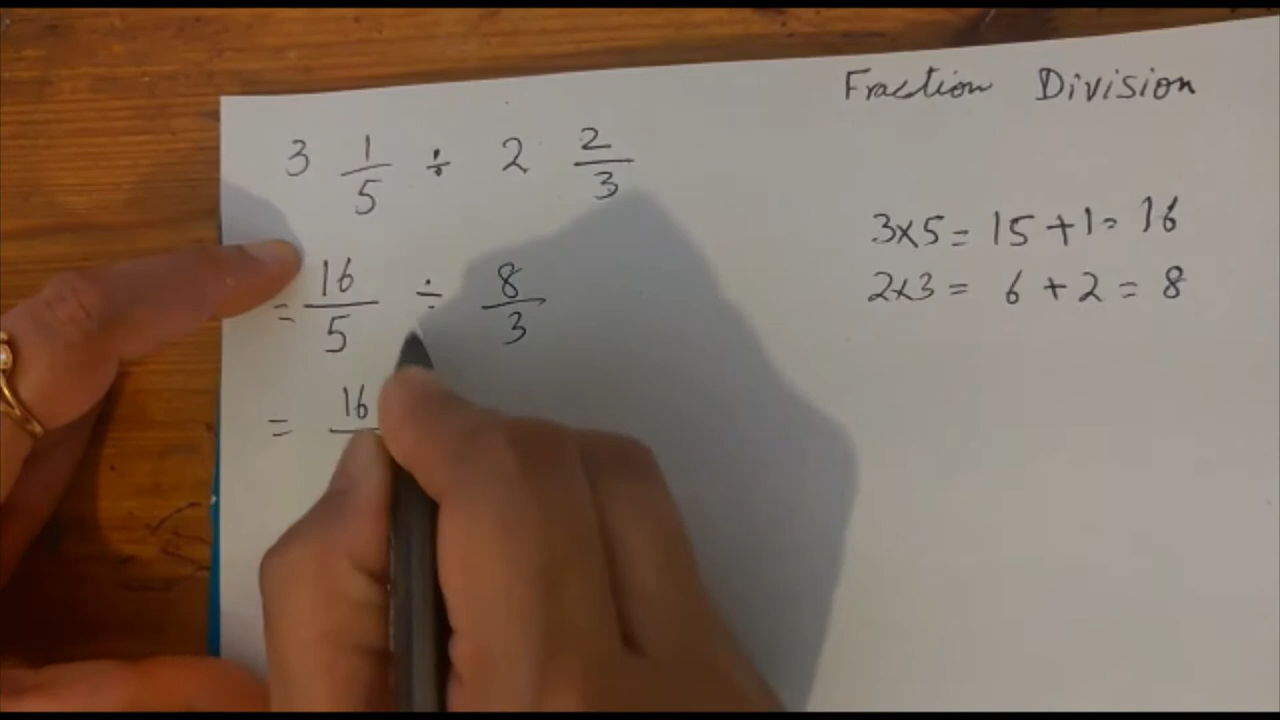 Fraction Division
3 1/5 ÷ 2 2/3
3x5 = 15 + 1 = 16
2x3 = 6 + 2 = 8
= 16/5 ÷ 8/3
= 16